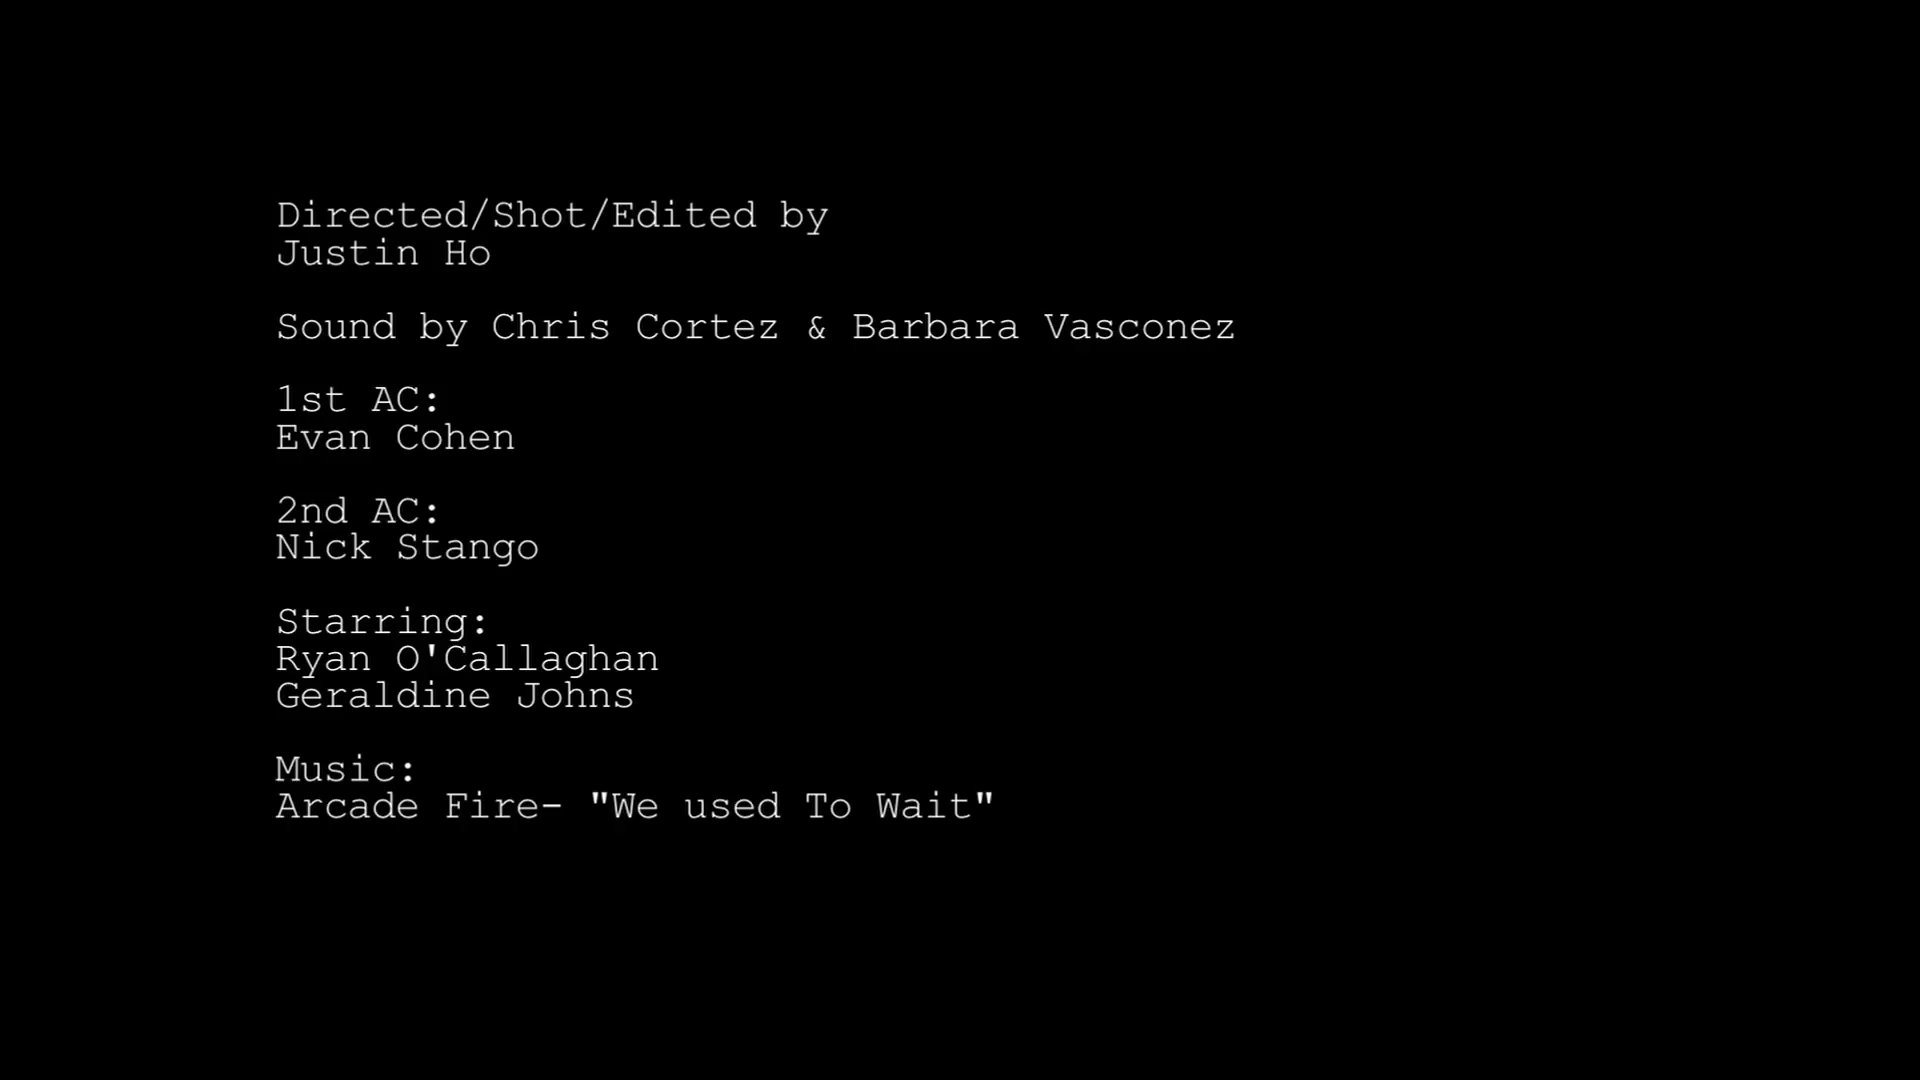 Directed/Shot/Edited by
Justin Ho
Sound by Chris Cortez & Barbara Vasconez
1st AC:
Evan Cohen
2nd AC:
Nick Stango
Starring:
Ryan O'Callaghan
Geraldine Johns
Music:
Arcade Fire- "We used To Wait"